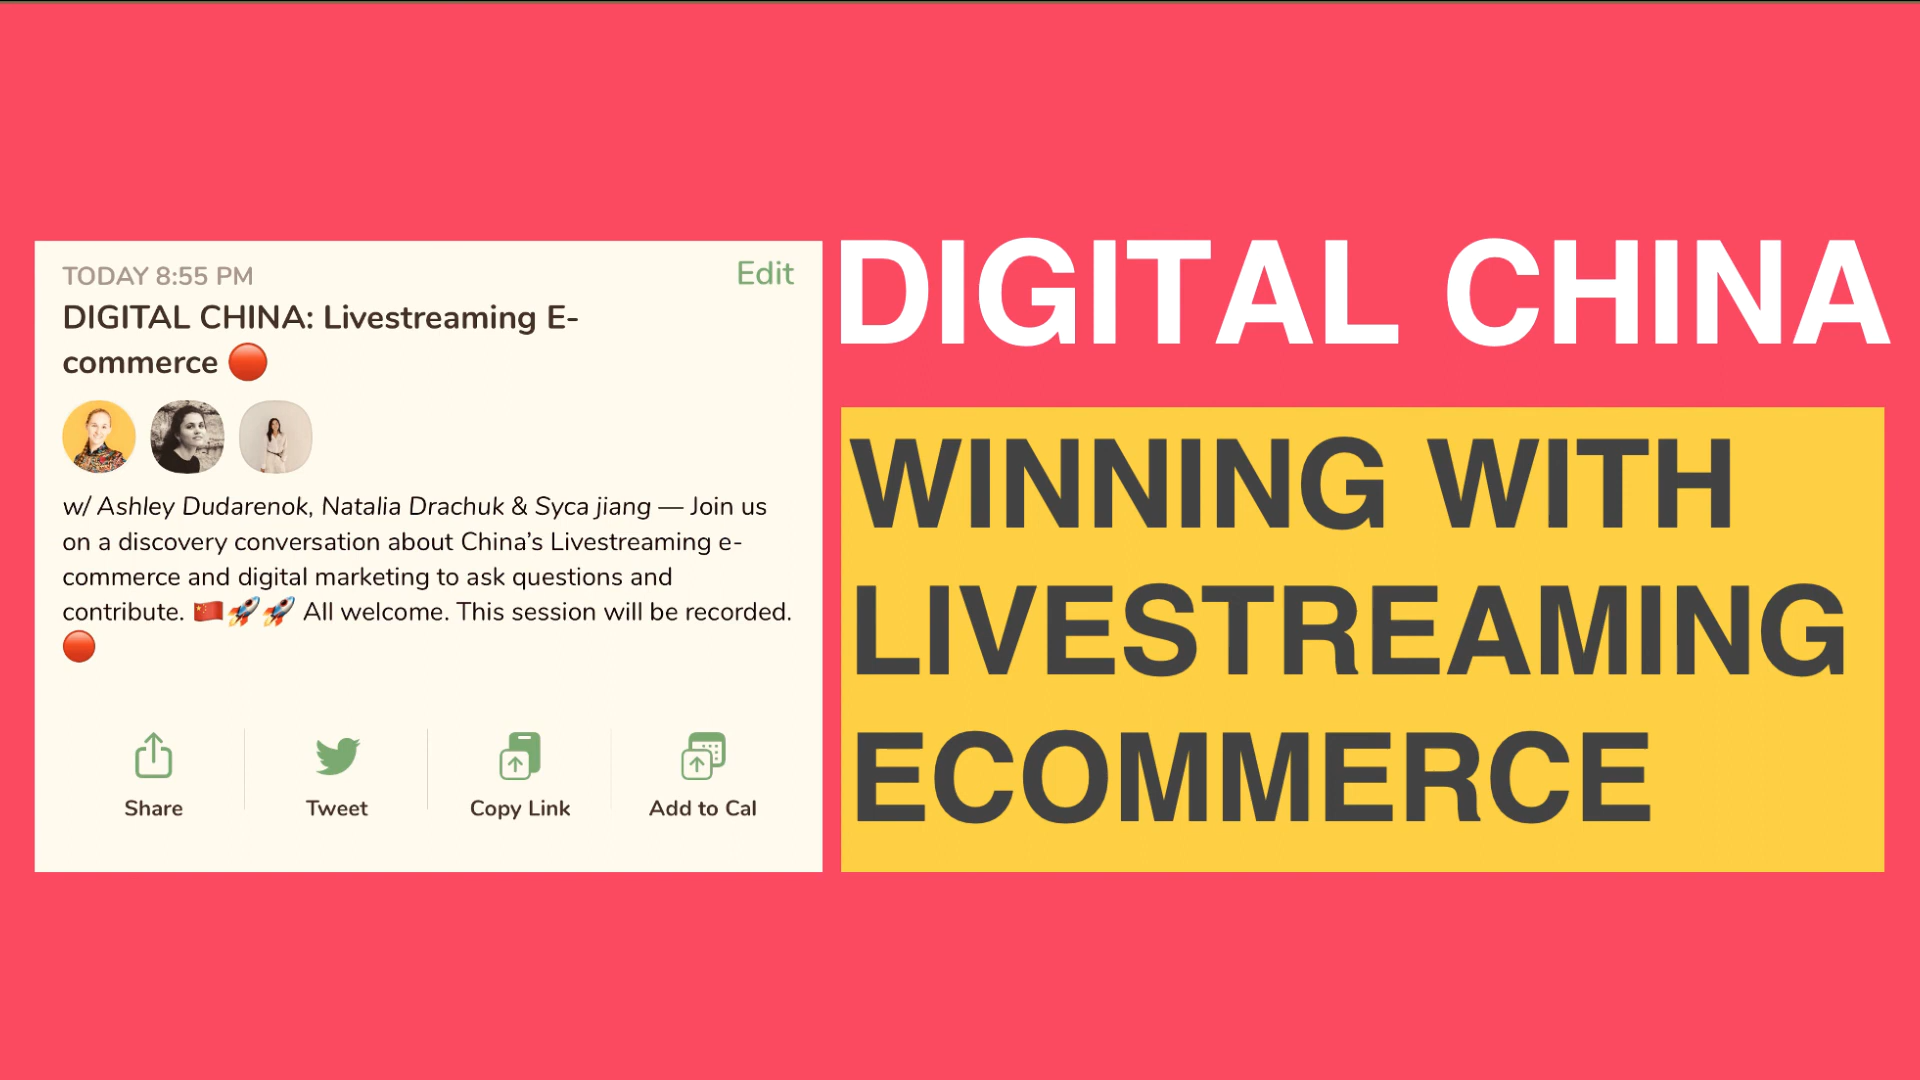 TODAY 8:55 PM
Edit
DIGITAL CHINA: Livestreaming E-
commerce 🔴
w/ Ashley Dudarenok, Natalia Drachuk & Syca jiang — Join us
on a discovery conversation about China’s Livestreaming e-
commerce and digital marketing to ask questions and
contribute. 🇨🇳🚀🚀 All welcome. This session will be recorded.
🔴
Share
Tweet
Copy Link
Add to Cal
DIGITAL CHINA
WINNING WITH
LIVESTREAMING
ECOMMERCE